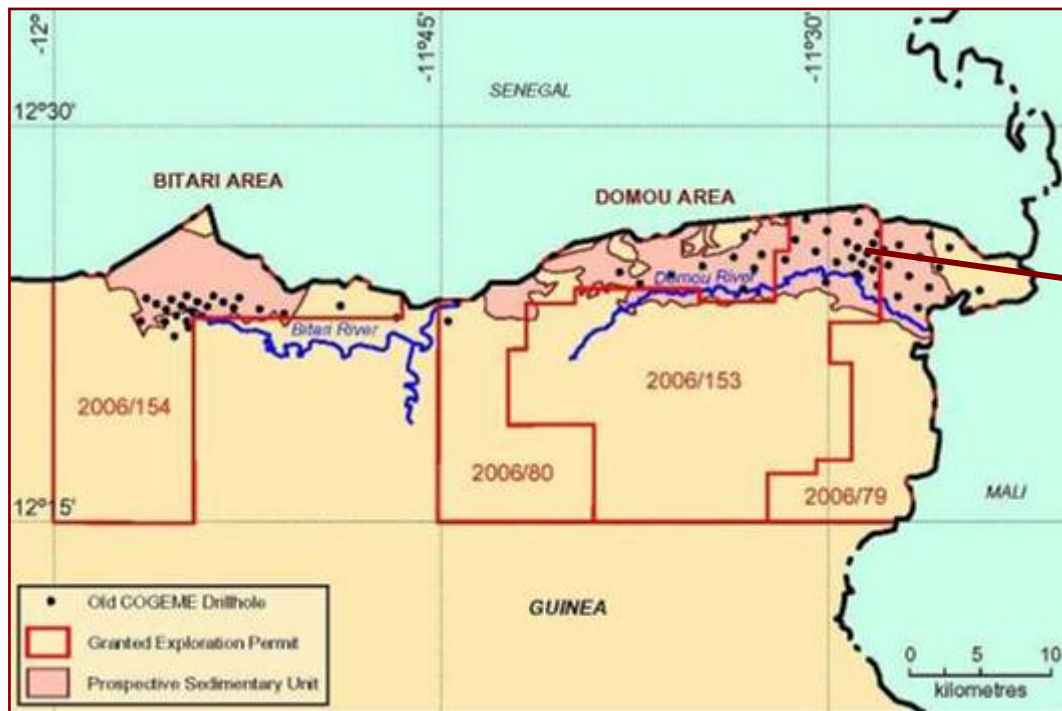 -12°
-11°45'
-11°30'
SENEGAL
12°30'
BITARI AREA
DOMOU AREA
Domou River
Bitari River
2006/154
2006/153
2006/80
2006/79
12°15'
MALI
GUINEA
Old COGEME Drillhole
Granted Exploration Permit
Prospective Sedimentary Unit
0 5 10
kilometres